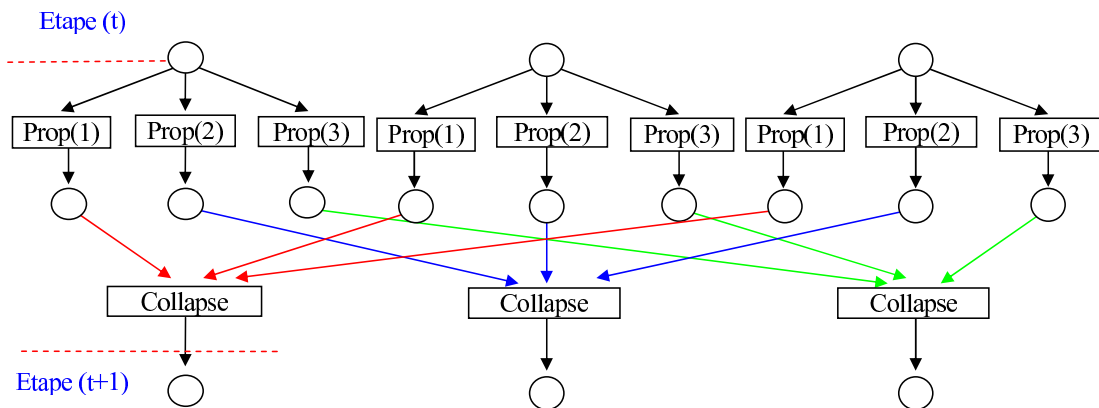 Etape (t)
Prop(1)
Prop(2)
Prop(3)
Prop(1)
Prop(2)
Prop(3)
Prop(1)
Prop(2)
Prop(3)
Collapse
Collapse
Collapse
Etape (t+1)